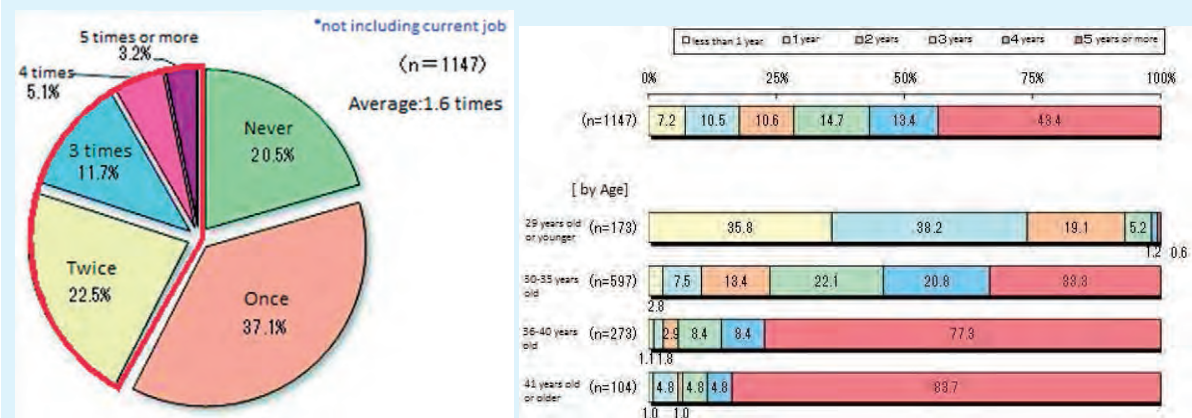 *not including current job
5 times or more
3.2%
(n=1147)
4 times
5.1%
Average:1.6 times
Never
20.5%
3 times
11.7%
Twice
22.5%
Once
37.1%
less than 1 year 1 year 2 years 3 years 4 years 5 years or more
0% 25% 50% 75% 100%
(n=1147) 7.2 10.5 10.6 14.7 13.4 43.4
[ by Age]
29 years old
or younger
(n=173) 35.8 38.2 19.1 5.2
1.2 0.6
30-35 years
old
(n=597) 7.5 13.4 22.1 20.8 33.3
2.8
36-40 years
old
(n=273) 2.9 8.4 8.4 77.3
1.1 1.8
41 years old
or older
(n=104) 4.8 4.8 4.8 83.7
1.0 1.0